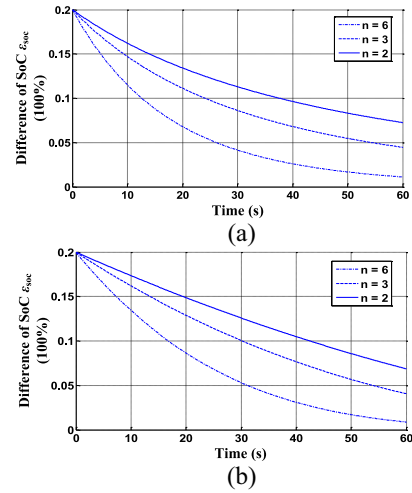 0.2
0.15
0.1
0.05
0
0 10 20 30 40 50 60
Difference of SoC εsoc
(100%)
Time (s)
n = 6
n = 3
n = 2
(a)
0.2
0.15
0.1
0.05
0
0 10 20 30 40 50 60
Difference of SoC εsoc
(100%)
Time (s)
n = 6
n = 3
n = 2
(b)